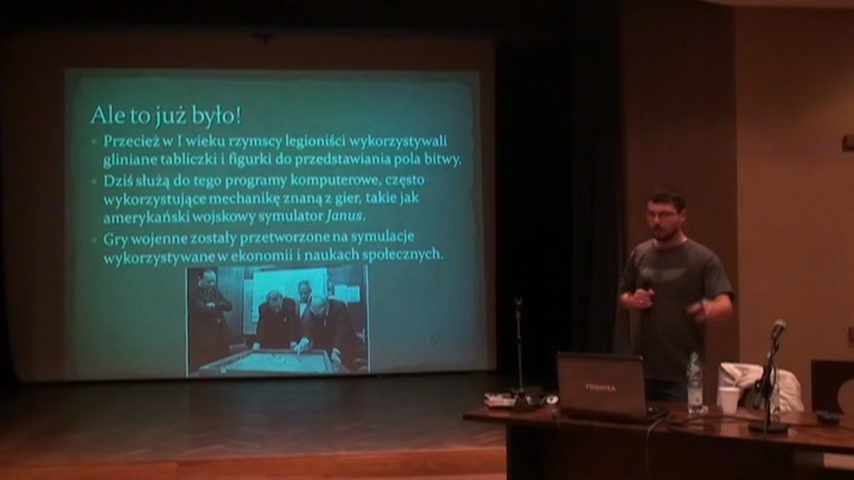 Ale to już było!
Przecież w I wieku rzymscy legioniści wykorzystywali
gliniane tabliczki i figurki do przedstawiania pola bitwy.
Dziś służą do tego programy komputerowe, często
wykorzystujące mechanikę znaną z gier, takie jak
amerykański wojskowy symulator Janus.
Gry wojenne zostały przetworzone na symulacje
wykorzystywane w ekonomii i naukach społecznych.
TOSHIBA